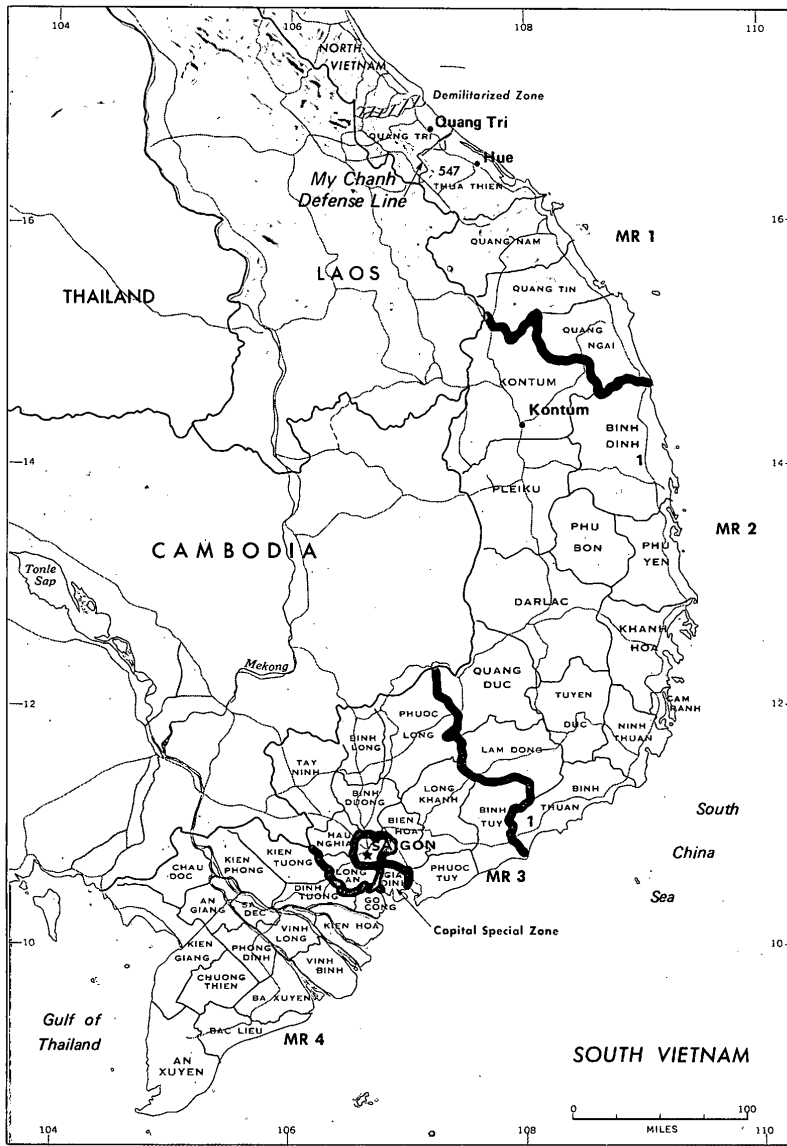 104
106
108
110
NORTH
VIETNAM
Demilitarized Zone
Quang Tri
QUANG TRI
Hue
547
THUA THIEN
My Chanh
Defense Line
16
16
MR 1
QUANG NAM
LAOS
THAILAND
QUANG TIN
QUANG
NGAI
KONTUM
Kontum
BINH
DINH
1
14
14
PLEIKU
MR 2
PHU
BON
PHU
YEN
CAMBODIA
Tonle
Sap
DARLAC
KHANH
HOA
Mekong
QUANG
DUC
TUYEN
DUC
CAM
RANH
12
12
PHUOC
LONG
NINH
THUAN
BINH
LONG
LAM DONG
TAY
NINH
BINH
DUONG
LONG
KHANH
BINH
THUAN
BINH
TUY
1
South
China
Sea
BIEN
HOA
HAU
NGHIA
SAIGON
KIEN
TUONG
KIEN
PHONG
CHAU
DOC
LONG
AN
GIA
DINH
PHUOC
TUY
MR 3
DINH
TUONG
GO
CONG
AN
GIANG
SA
DEC
Capital Special Zone
VINH
LONG
KIEN HOA
10
10
KIEN
GIANG
PHONG
DINH
VINH
BINH
CHUONG
THIEN
BA XUYEN
Gulf of
Thailand
BAC LIEU
MR 4
AN
XUYEN
SOUTH VIETNAM
0
100
MILES
104
106
108
110